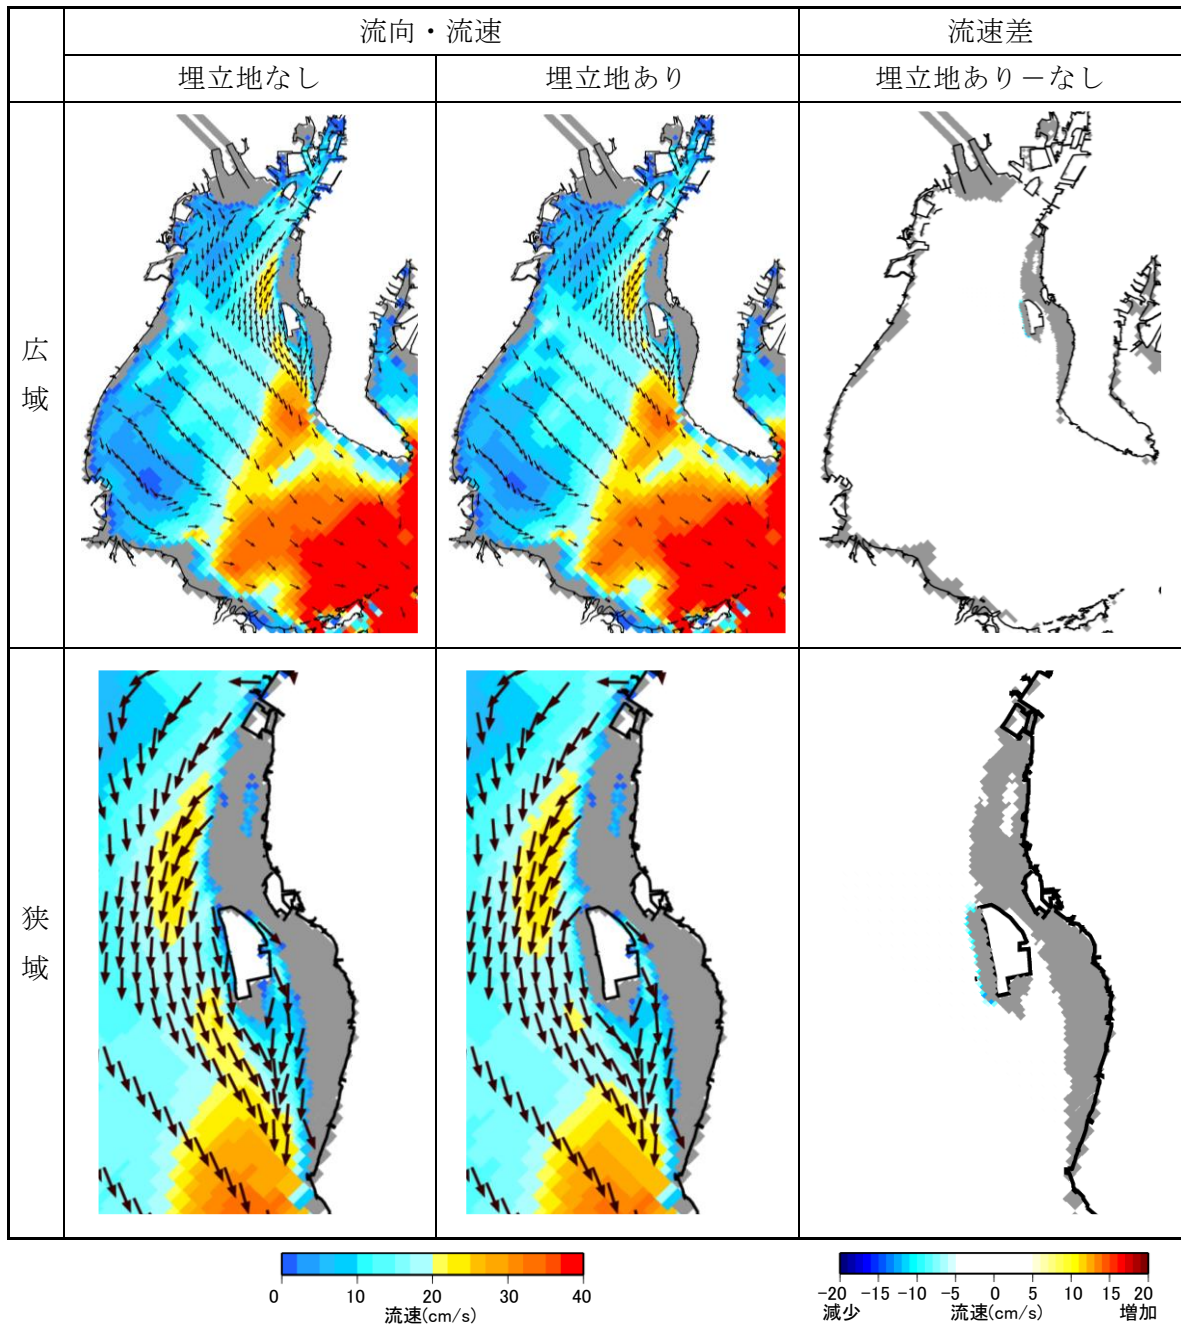 流向・流速 流速差
埋立地なし 埋立地あり 埋立地あり－なし
広域
狭域
0 10 20 30 40
流速(cm/s)
-20 -15 -10 -5 0 5 10 15 20
減少 流速(cm/s) 増加